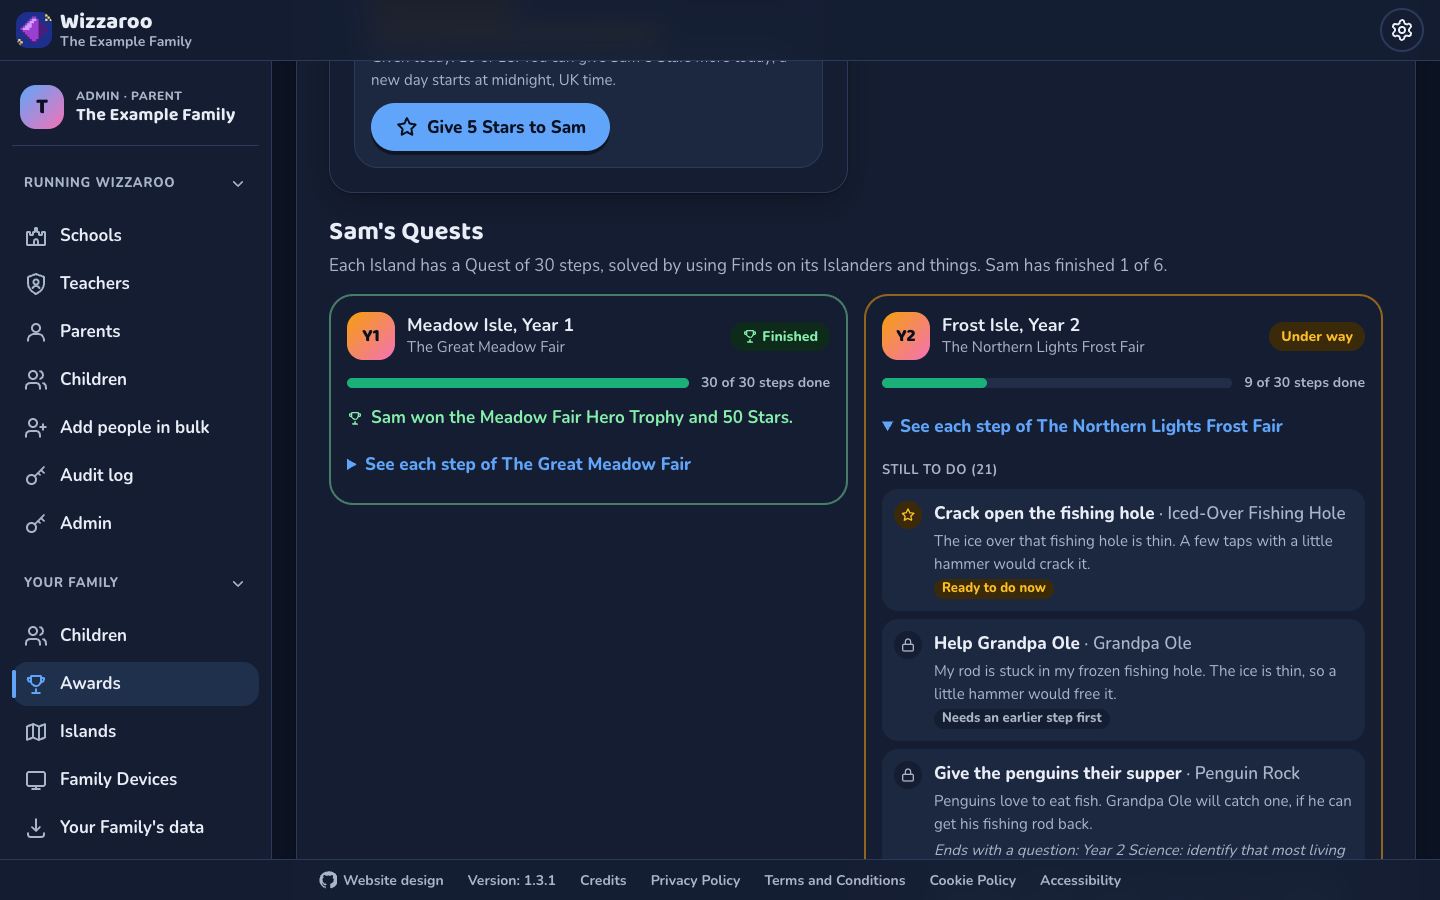 Wizzaroo
The Example Family
T
ADMIN · PARENT
The Example Family
RUNNING WIZZAROO
Schools
Teachers
Parents
Children
Add people in bulk
Audit log
Admin
YOUR FAMILY
Children
Awards
Islands
Family Devices
Your Family's data
new day starts at midnight, UK time.
Give 5 Stars to Sam
Sam's Quests
Each Island has a Quest of 30 steps, solved by using Finds on its Islanders and things. Sam has finished 1 of 6.
Y1
Meadow Isle, Year 1
The Great Meadow Fair
Finished
30 of 30 steps done
Sam won the Meadow Fair Hero Trophy and 50 Stars.
See each step of The Great Meadow Fair
Y2
Frost Isle, Year 2
The Northern Lights Frost Fair
Under way
9 of 30 steps done
See each step of The Northern Lights Frost Fair
STILL TO DO (21)
Crack open the fishing hole · Iced-Over Fishing Hole
The ice over that fishing hole is thin. A few taps with a little
hammer would crack it.
Ready to do now
Help Grandpa Ole · Grandpa Ole
My rod is stuck in my frozen fishing hole. The ice is thin, so a
little hammer would free it.
Needs an earlier step first
Give the penguins their supper · Penguin Rock
Penguins love to eat fish. Grandpa Ole will catch one, if he can
get his fishing rod back.
Ends with a question: Year 2 Science: identify that most living
Website design
Version: 1.3.1
Credits
Privacy Policy
Terms and Conditions
Cookie Policy
Accessibility